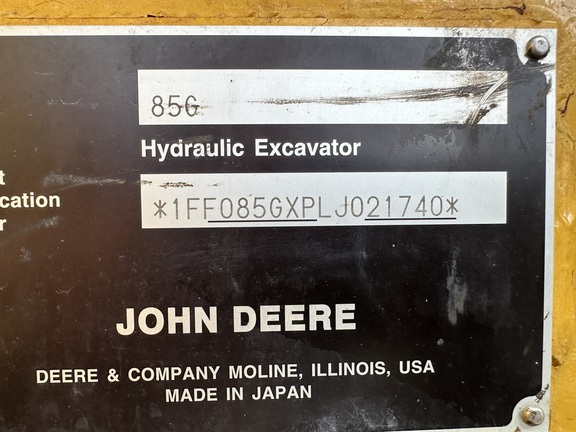 85G
Hydraulic Excavator
t
cation
r
*1FF085GXPLJ021740*
JOHN DEERE
DEERE & COMPANY MOLINE, ILLINOIS, USA
MADE IN JAPAN